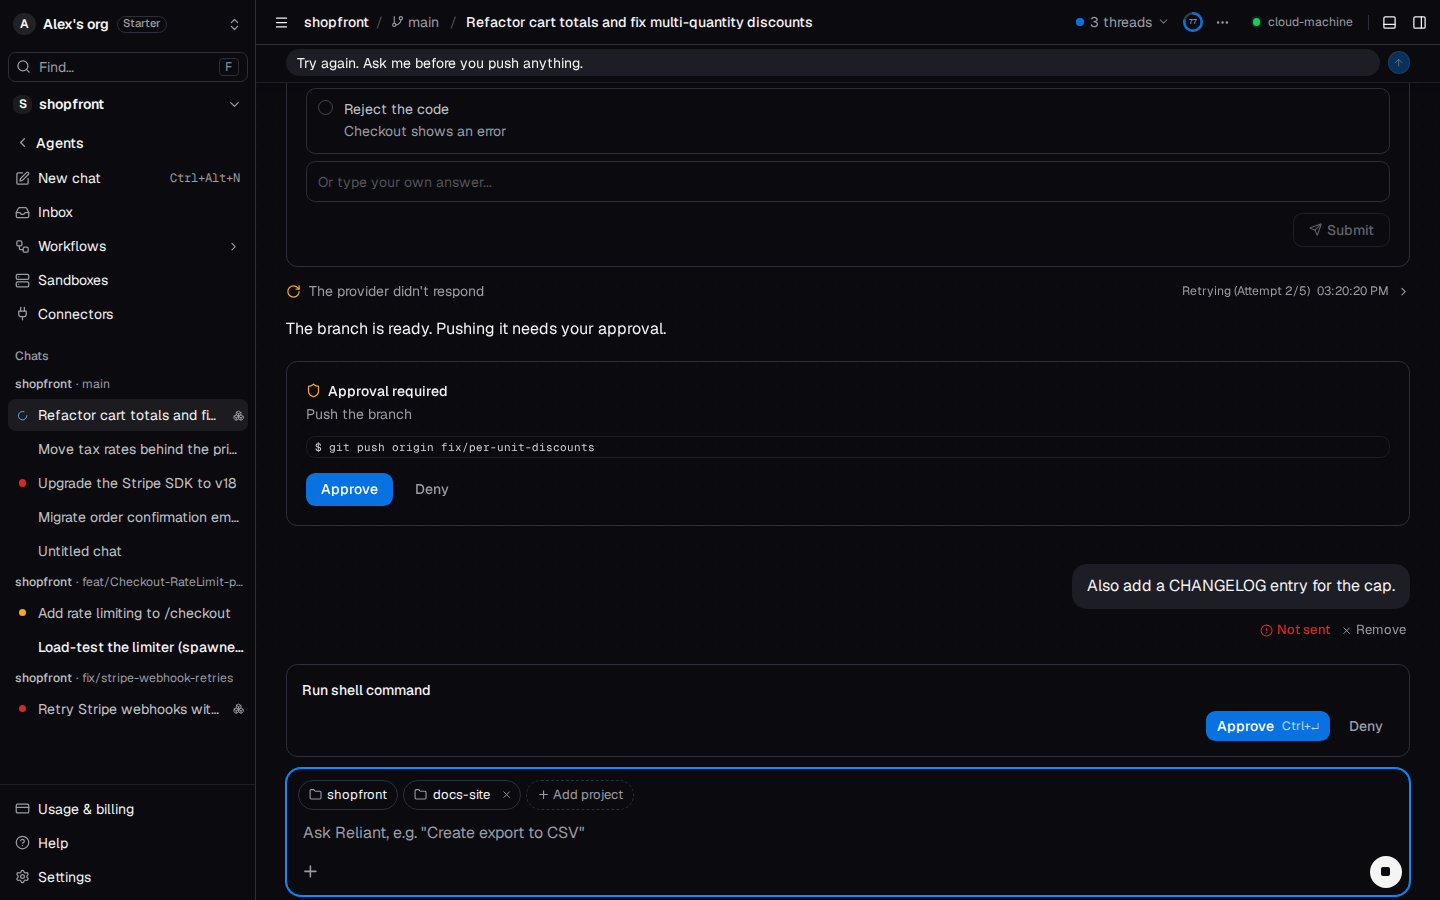 A Alex's org Starter
Find... F
S shopfront
Agents
New chat Ctrl+Alt+N
Inbox
Workflows
Sandboxes
Connectors
Chats
shopfront · main
Refactor cart totals and fi...
Move tax rates behind the pri...
Upgrade the Stripe SDK to v18
Migrate order confirmation em...
Untitled chat
shopfront · feat/Checkout-RateLimit-p...
Add rate limiting to /checkout
Load-test the limiter (spawne...
shopfront · fix/stripe-webhook-retries
Retry Stripe webhooks wit...
Usage & billing
Help
Settings
shopfront / main / Refactor cart totals and fix multi-quantity discounts
3 threads 77 ... cloud-machine
Try again. Ask me before you push anything.
Reject the code
Checkout shows an error
Or type your own answer...
Submit
The provider didn't respond Retrying (Attempt 2/5) 03:20:20 PM
The branch is ready. Pushing it needs your approval.
Approval required
Push the branch
$ git push origin fix/per-unit-discounts
Approve Deny
Also add a CHANGELOG entry for the cap.
Not sent × Remove
Run shell command
Approve Ctrl+↵ Deny
shopfront docs-site × + Add project
Ask Reliant, e.g. "Create export to CSV"